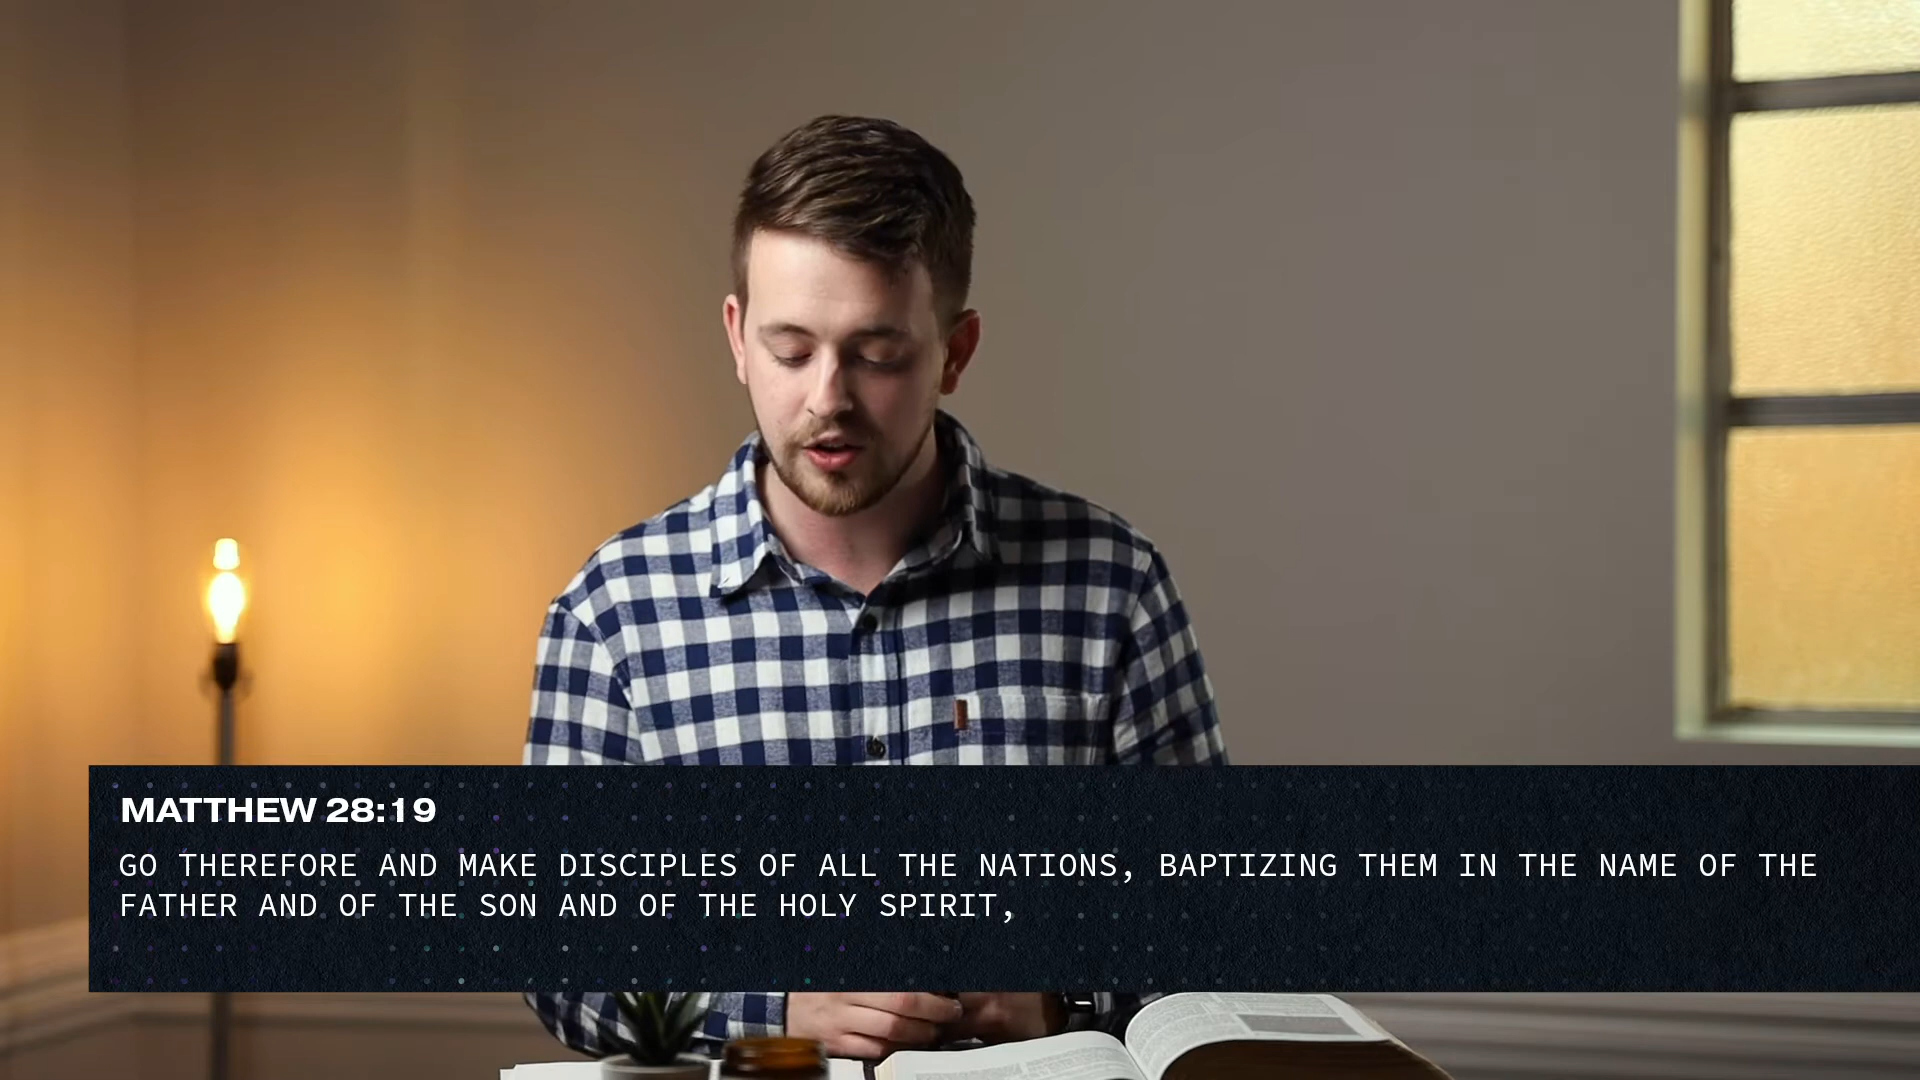 MATTHEW 28:19
GO THEREFORE AND MAKE DISCIPLES OF ALL THE NATIONS, BAPTIZING THEM IN THE NAME OF THE
FATHER AND OF THE SON AND OF THE HOLY SPIRIT,